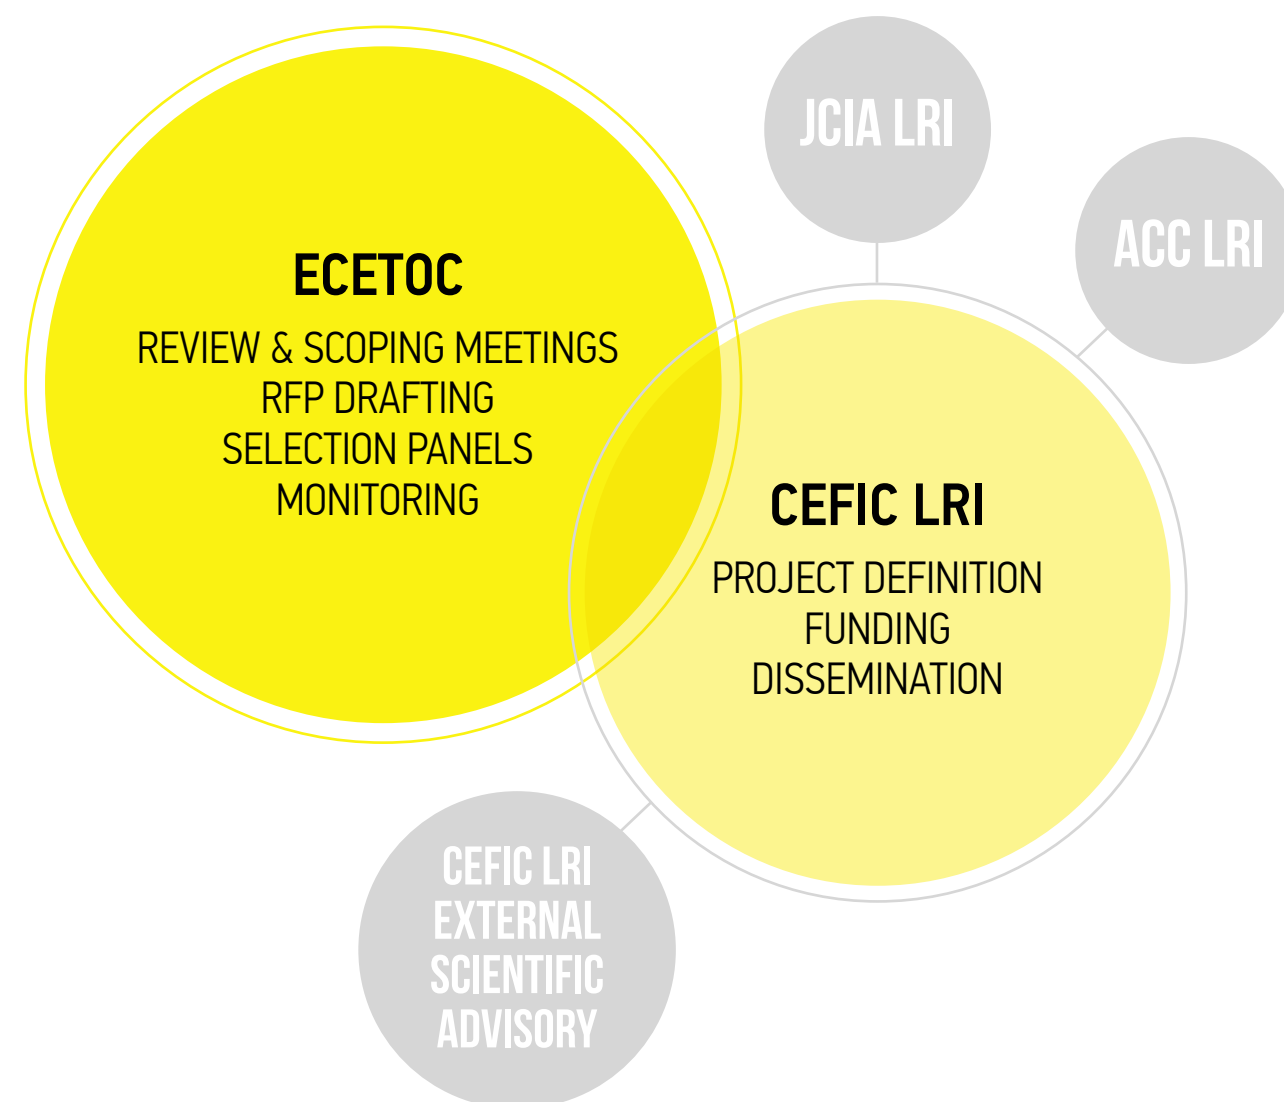 JCIA LRI
ACC LRI
ECETOC
REVIEW & SCOPING MEETINGS
RFP DRAFTING
SELECTION PANELS
MONITORING
CEFIC LRI
PROJECT DEFINITION
FUNDING
DISSEMINATION
CEFIC LRI
EXTERNAL
SCIENTIFIC
ADVISORY